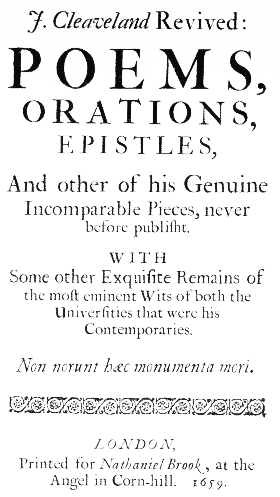 J. Cleaveland Revived:
POEMS,
ORATIONS,
EPISTLES,
And other of his Genuine
Incomparable Pieces, never
before publiſht.
WITH
Some other Exquiſite Remains of
the moſt eminent Wits of both the
Univerſities that were his
Contemporaries.
Non norunt hæc monumenta mori.
LONDON,
Printed for Nathaniel Brook, at the
Angel in Corn-hill. 1659.